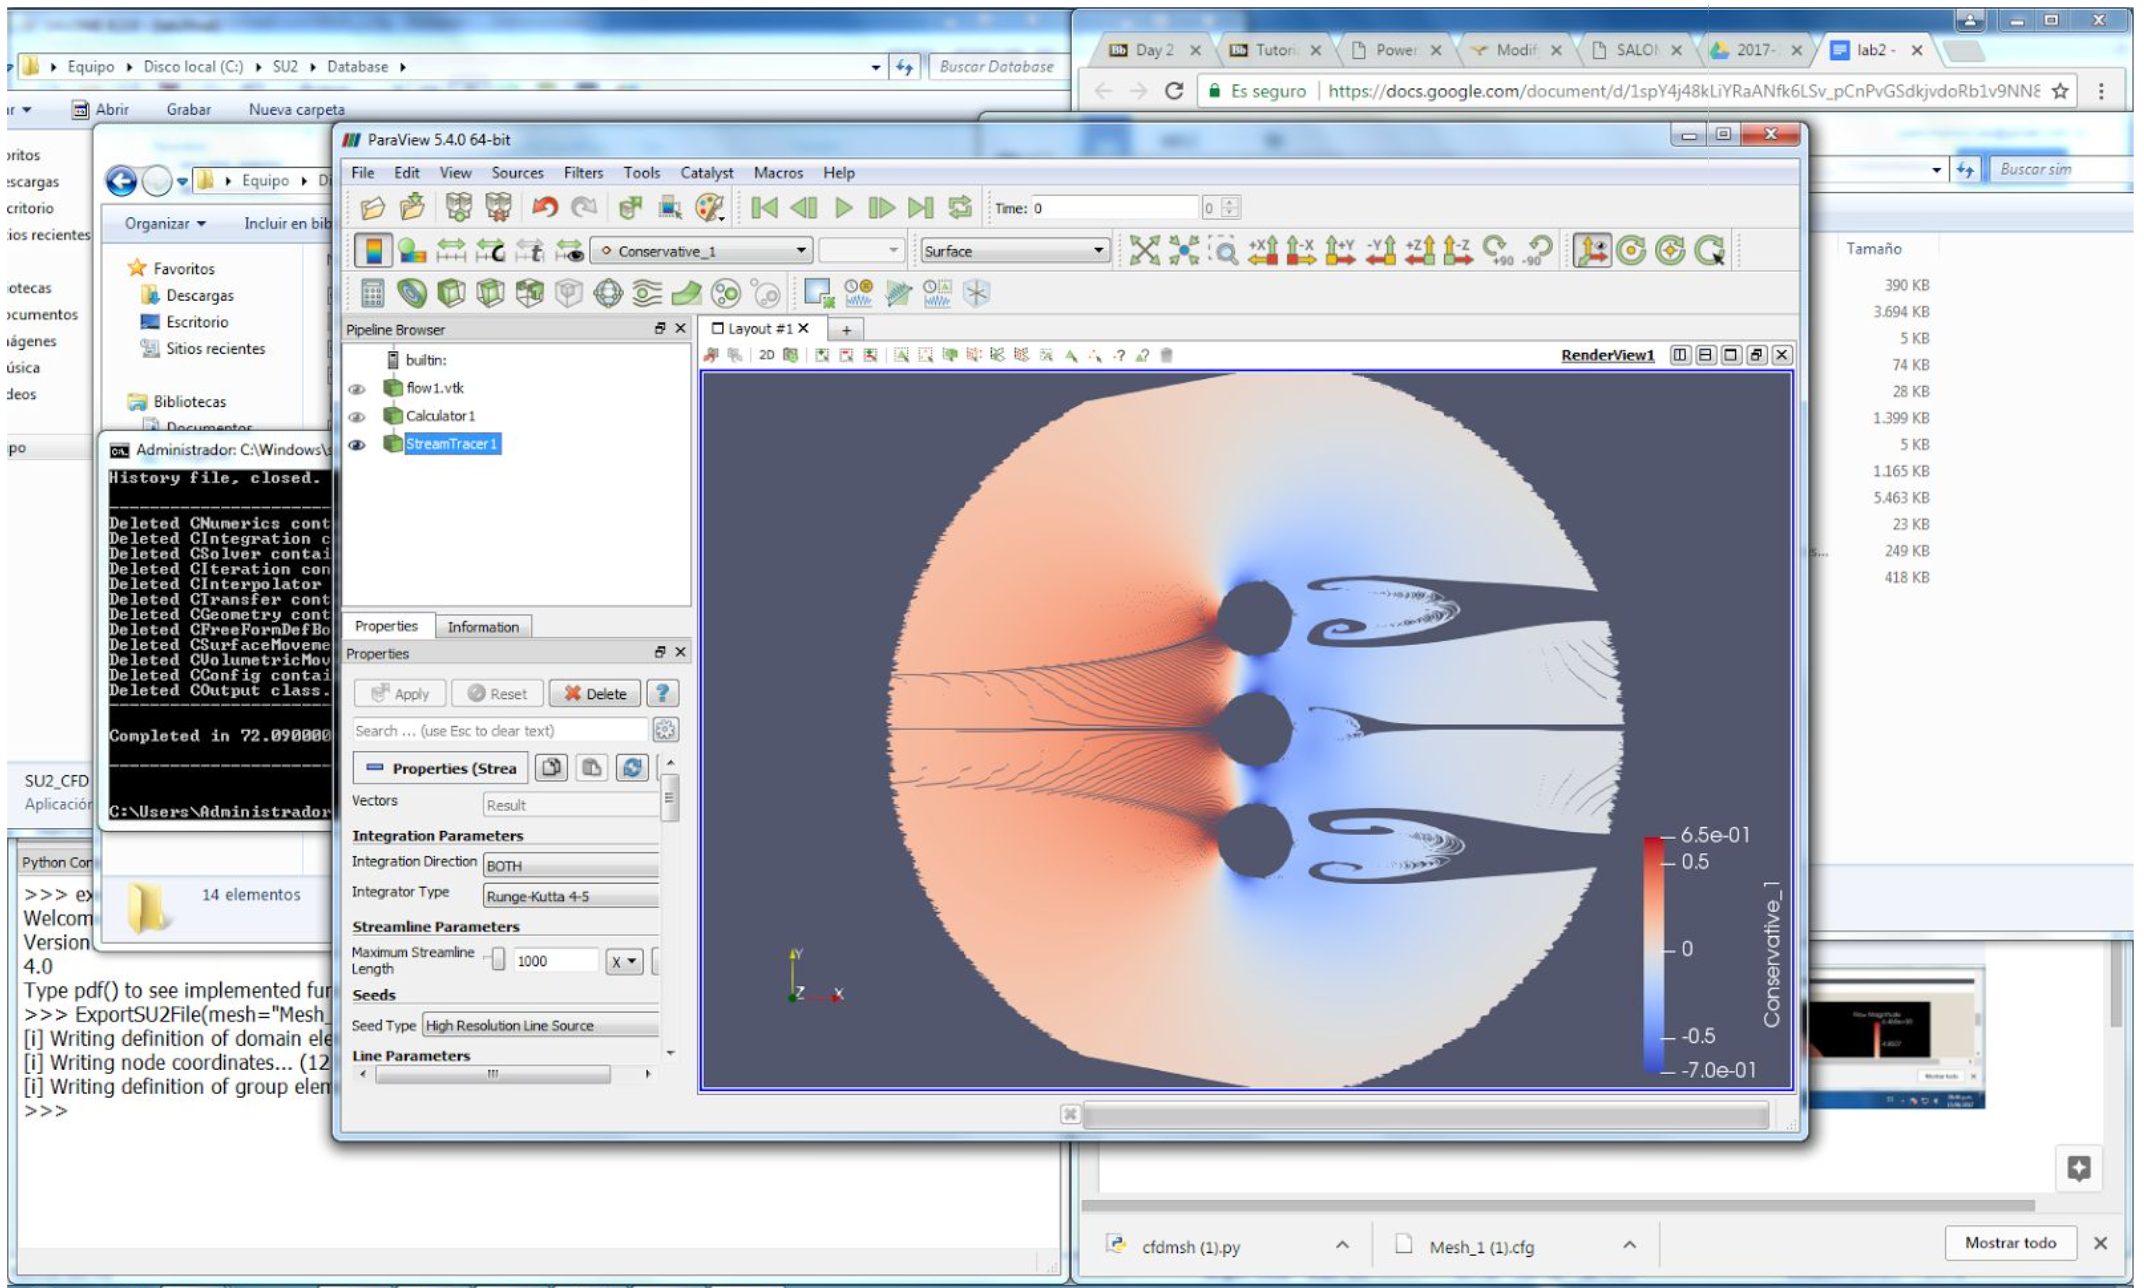 Equipo
Disco local (C:)
SU2
Database
Buscar Database
Abrir
Grabar
Nueva carpeta
Day 2
Tutori
Power
Modif
2017-
lab2 -
Es seguro
https://docs.google.com/document/d/1spY4j48kLiYRaANfk6LSv_pCnPvGSdkjvdoRb1v9NN8
Equipo
Organizar
Incluir en bib
Favoritos
Descargas
Escritorio
Sitios recientes
Bibliotecas
Documentos
oritos
escargas
critorio
ios recientes
iotecas
ocumentos
nágenes
úsica
deos
po
Buscar sim
Tamaño
390 KB
3.694 KB
5 KB
74 KB
28 KB
1.399 KB
5 KB
1.165 KB
5.463 KB
23 KB
249 KB
418 KB
ParaView 5.4.0 64-bit
File Edit View Sources Filters Tools Catalyst Macros Help
Time: 0
0
Conservative_1
Surface
+X -X +Y -Y +Z -Z +90 -90
Pipeline Browser
builtin:
flow1.vtk
Calculator1
StreamTracer1
Layout #1
+
2D
RenderView1
Properties
Information
Properties
Apply
Reset
Delete
?
Search ... (use Esc to clear text)
Properties (Strea
Vectors
Result
Integration Parameters
Integration Direction
BOTH
Integrator Type
Runge-Kutta 4-5
Streamline Parameters
Maximum Streamline
Length
1000
X
Seeds
Seed Type
High Resolution Line Source
Line Parameters
Y
Z
X
6.5e-01
0.5
0
-0.5
-7.0e-01
Conservative_1
Administrador: C:\Windows\s
History file, closed.
Deleted CNumerics cont
Deleted CIntegration c
Deleted CSolver contai
Deleted CIteration con
Deleted CInterpolator
Deleted CTransfer cont
Deleted CGeometry cont
Deleted CFreeFormDefBo
Deleted CSurfaceMoveme
Deleted CVolumetricMov
Deleted CConfig contai
Deleted COutput class.
Completed in 72.090000
C:\Users\Administrador
SU2_CFD
Aplicación
14 elementos
Python Con
>>> ex
Welcom
Version
4.0
Type pdf() to see implemented fun
>>> ExportSU2File(mesh="Mesh_
[i] Writing definition of domain ele
[i] Writing node coordinates... (12
[i] Writing definition of group elem
>>>
cfdmsh (1).py
Mesh_1 (1).cfg
Mostrar todo